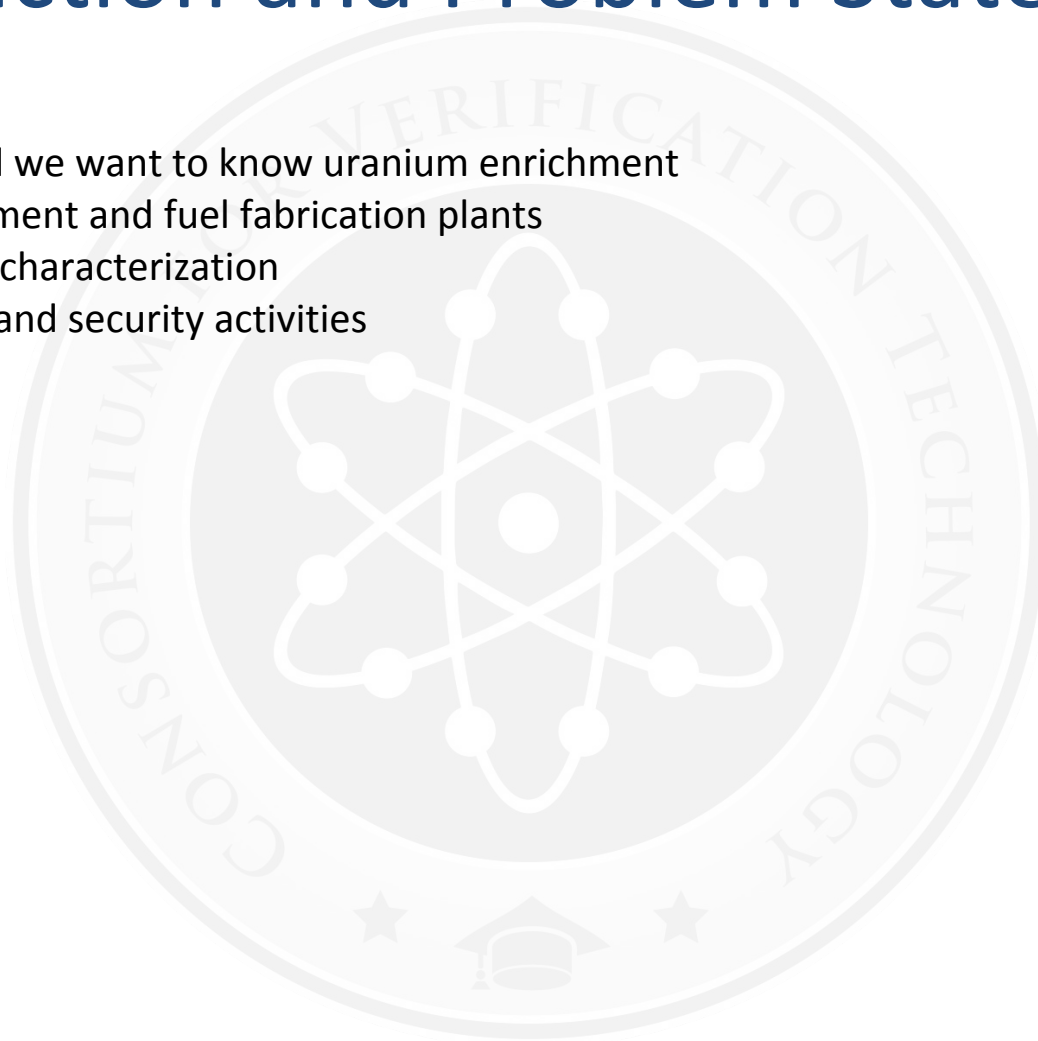 ction and Problem State
we want to know uranium enrichment
ment and fuel fabrication plants
characterization
and security activities
CONSORTIUM FOR VERIFICATION TECHNOLOGY